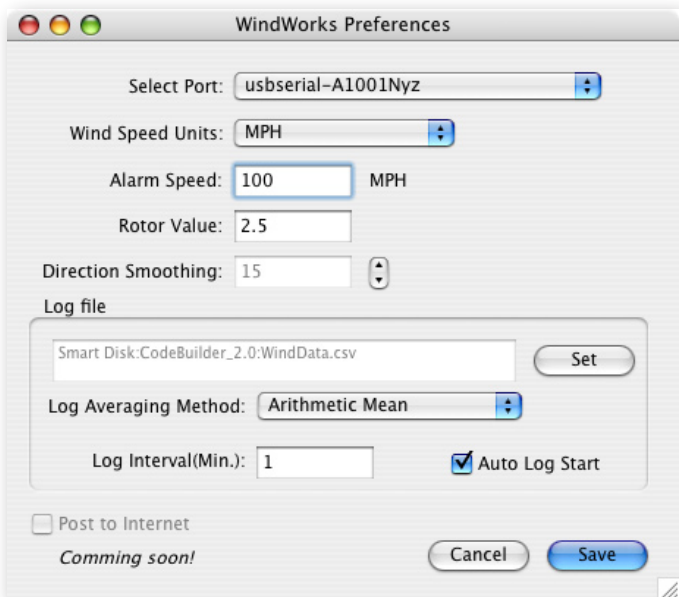 WindWorks Preferences
Select Port: usbserial-A1001Nyz
Wind Speed Units: MPH
Alarm Speed: 100 MPH
Rotor Value: 2.5
Direction Smoothing: 15
Log file
Smart Disk:CodeBuilder_2.0:WindData.csv
Set
Log Averaging Method: Arithmetic Mean
Log Interval(Min.): 1
Auto Log Start
Post to Internet
Comming soon!
Cancel
Save